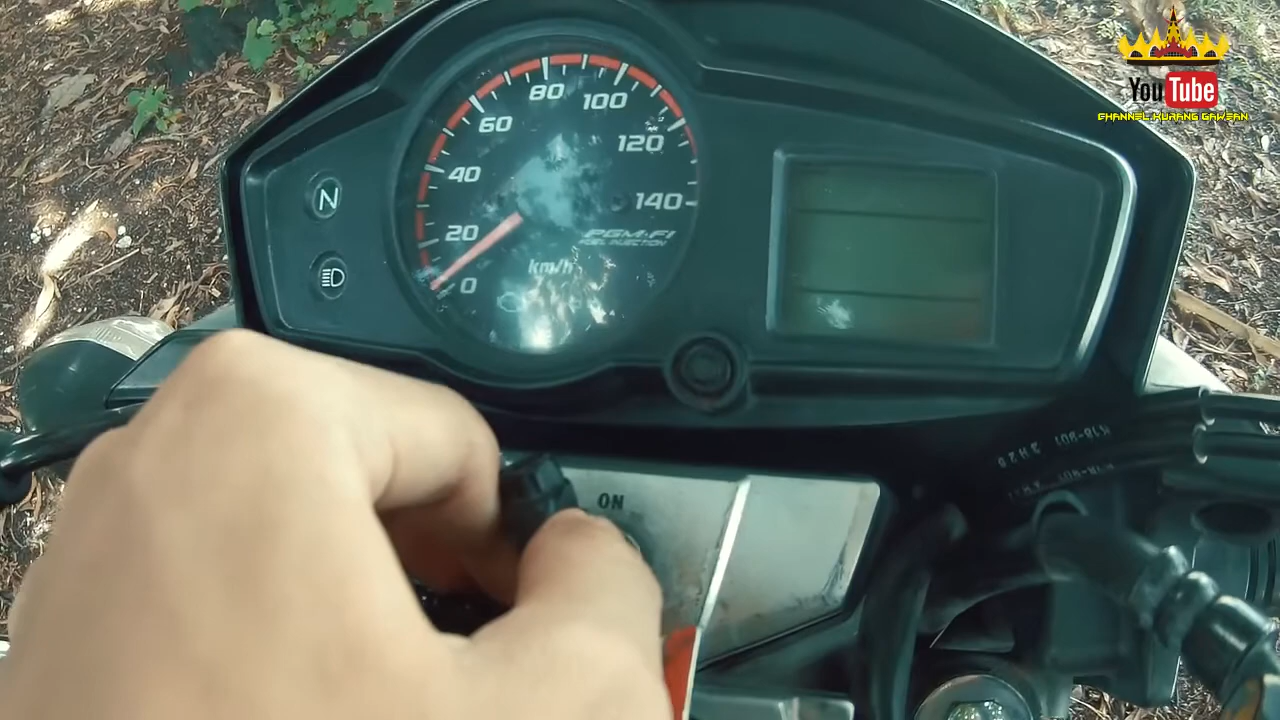 YouTube
CHANNEL KURANG GAWEAN
N
0
20
40
60
80
100
120
140
PGM-FI
FUEL INJECTION
km/h
ON